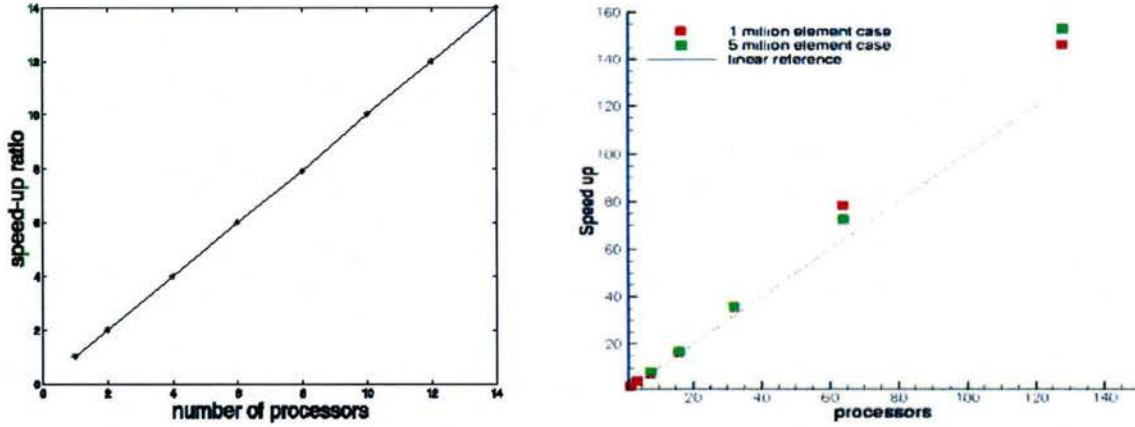 14
12
10
8
6
4
2
0
speed-up ratio
0 2 4 6 8 10 12 14
number of processors
160
140
120
100
80
60
40
20
Speed up
1 million element case
5 million element case
linear reference
20 40 60 80 100 120 140
processors